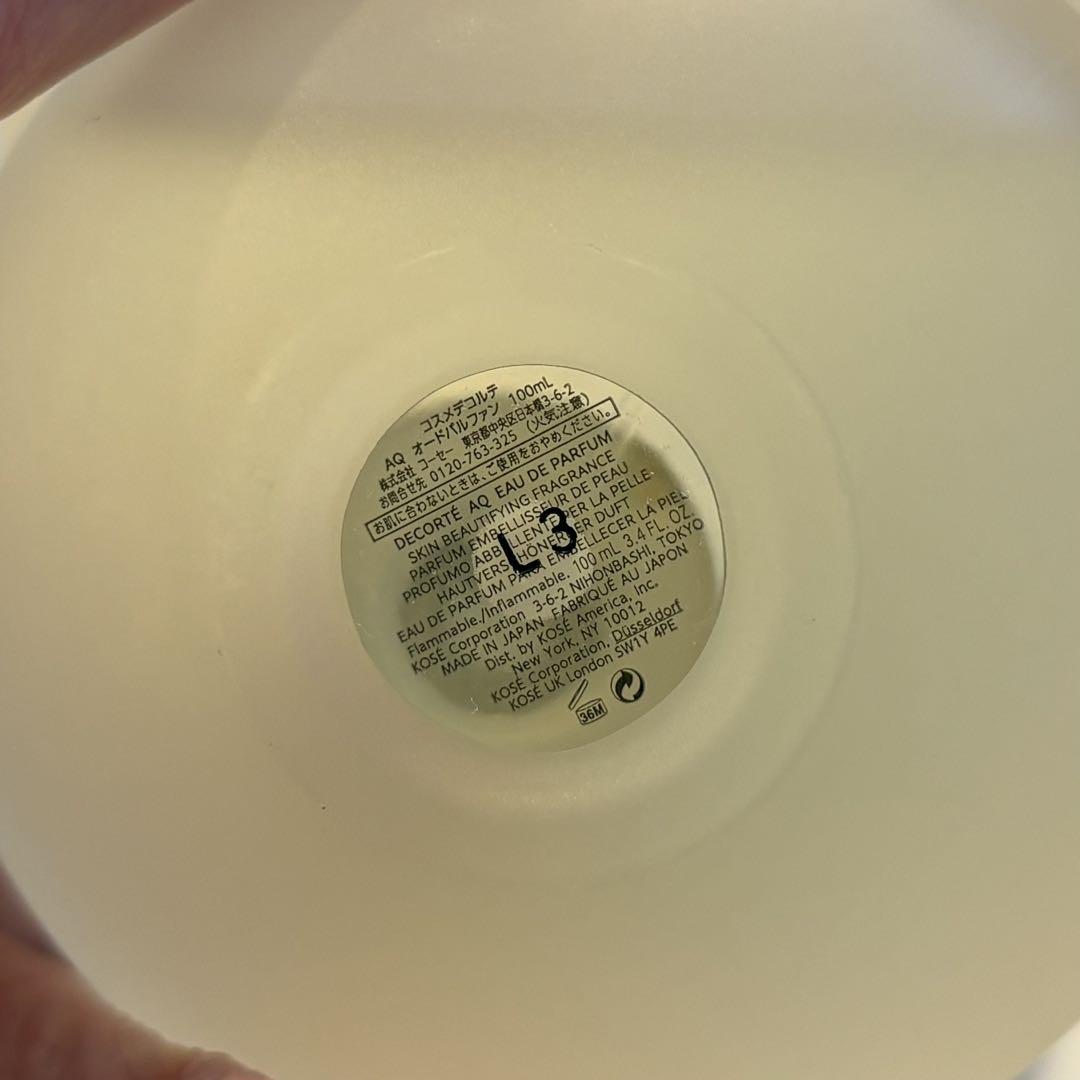 コスメデコルテ
AQ オードパルファン 100mL
株式会社 コーセー 東京都中央区日本橋3-6-2
お問合せ先 0120-763-325 (火気注意)
お肌に合わないときは、ご使用をおやめください。
DECORTÉ AQ EAU DE PARFUM
SKIN BEAUTIFYING FRAGRANCE
PARFUM EMBELLISSEUR DE PEAU
PROFUMO ABBELLENTE PER LA PELLE
HAUTVERSCHÖNERNDER DUFT
EAU DE PARFUM PARA EMBELLECER LA PIEL
Flammable./Inflammable. 100 mL 3.4 FL. OZ.
KOSÉ Corporation 3-6-2 NIHONBASHI, TOKYO
MADE IN JAPAN FABRIQUÉ AU JAPON
Dist. by KOSÉ America, Inc.
New York, NY 10012
KOSÉ Corporation, Düsseldorf
KOSÉ UK London SW1Y 4PE
36M
L3